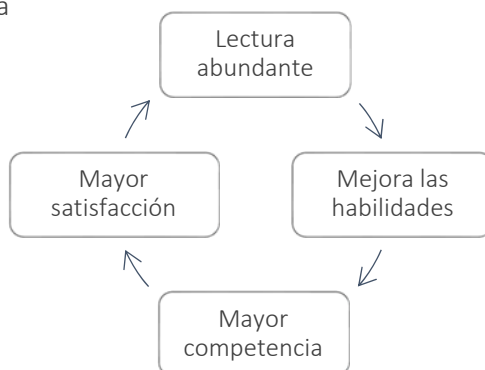 a
Lectura
abundante
Mejora las
habilidades
Mayor
competencia
Mayor
satisfacción